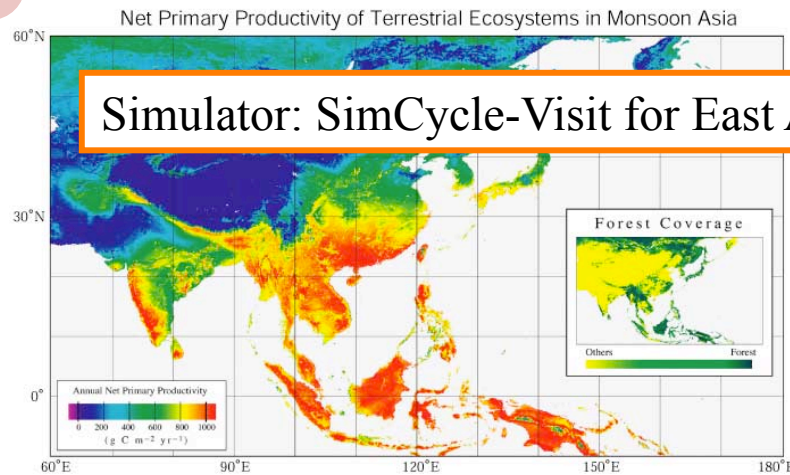 Net Primary Productivity of Terrestrial Ecosystems in Monsoon Asia
60°N
Simulator: SimCycle-Visit for East A
30°N
Forest Coverage
Others Forest
Annual Net Primary Productivity
0 200 400 600 800 1000
(g C m⁻² yr⁻¹)
0°
60°E 90°E 120°E 150°E 180°E